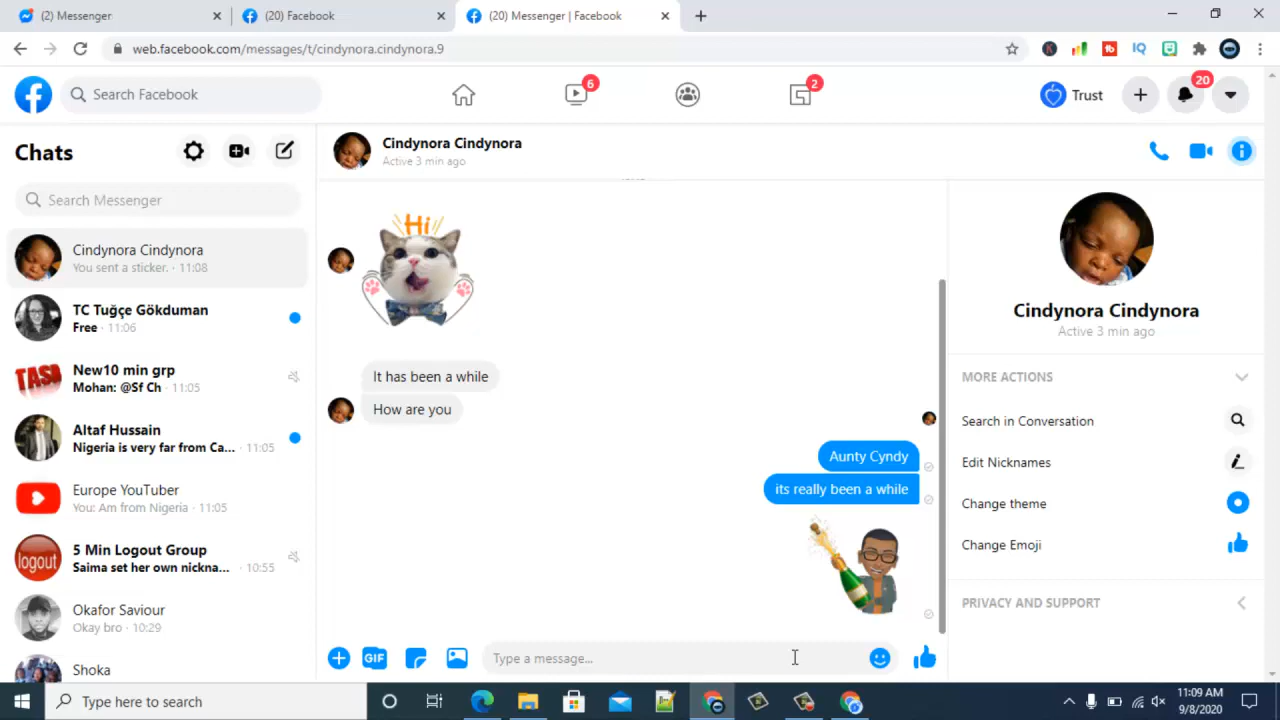 (2) Messenger
(20) Facebook
(20) Messenger | Facebook
web.facebook.com/messages/t/cindynora.cindynora.9
Search Facebook
6
2
Trust
20
Chats
Search Messenger
Cindynora Cindynora
You sent a sticker. · 11:08
TC Tuğçe Gökduman
Free · 11:06
New10 min grp
Mohan: @Sf Ch · 11:05
Altaf Hussain
Nigeria is very far from Ca... · 11:05
Europe YouTuber
You: Am from Nigeria · 11:05
5 Min Logout Group
Saima set her own nickna... · 10:55
logout
Okafor Saviour
Okay bro · 10:29
Shoka
Cindynora Cindynora
Active 3 min ago
Hi
It has been a while
How are you
Aunty Cyndy
its really been a while
GIF
Type a message...
Cindynora Cindynora
Active 3 min ago
MORE ACTIONS
Search in Conversation
Edit Nicknames
Change theme
Change Emoji
PRIVACY AND SUPPORT
Type here to search
11:09 AM
9/8/2020